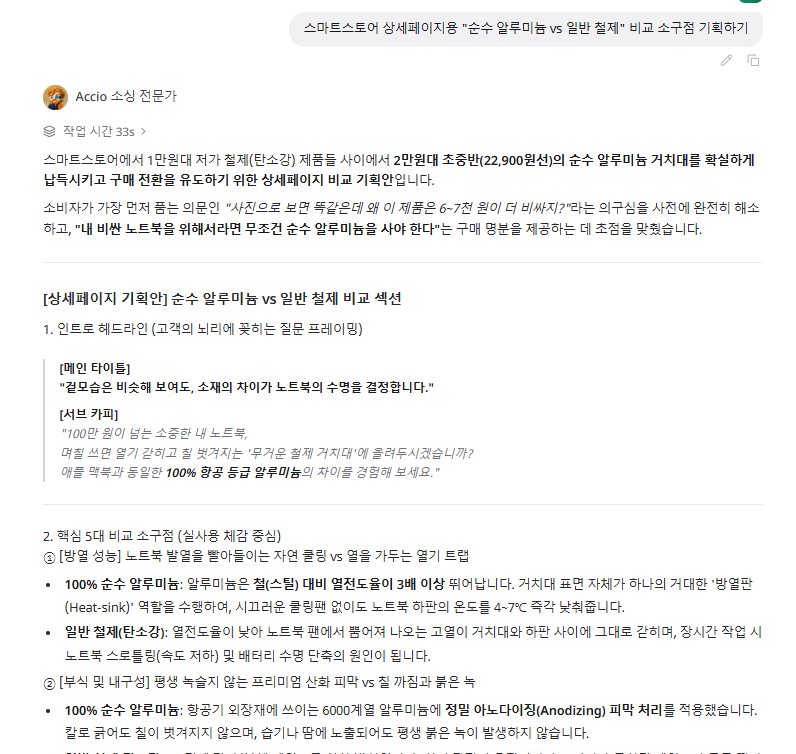 스마트스토어 상세페이지용 "순수 알루미늄 vs 일반 철제" 비교 소구점 기획하기
Accio 소싱 전문가
작업 시간 33s >
스마트스토어에서 1만원대 저가 철제(탄소강) 제품들 사이에서 2만원대 초중반(22,900원선)의 순수 알루미늄 거치대를 확실하게
납득시키고 구매 전환을 유도하기 위한 상세페이지 비교 기획안입니다.
소비자가 가장 먼저 품는 의문인 "사진으로 보면 똑같은데 왜 이 제품은 6~7천 원이 더 비싸지?"라는 의구심을 사전에 완전히 해소
하고, "내 비싼 노트북을 위해서라면 무조건 순수 알루미늄을 사야 한다"는 구매 명분을 제공하는 데 초점을 맞췄습니다.
[상세페이지 기획안] 순수 알루미늄 vs 일반 철제 비교 섹션
1. 인트로 헤드라인 (고객의 뇌리에 꽂히는 질문 프레이밍)
[메인 타이틀]
"겉모습은 비슷해 보여도, 소재의 차이가 노트북의 수명을 결정합니다."
[서브 카피]
"100만 원이 넘는 소중한 내 노트북,
며칠 쓰면 열기 갇히고 칠 벗겨지는 '무거운 철제 거치대'에 올려두시겠습니까?
애플 맥북과 동일한 100% 항공 등급 알루미늄의 차이를 경험해 보세요."
2. 핵심 5대 비교 소구점 (실사용 체감 중심)
① [방열 성능] 노트북 발열을 빨아들이는 자연 쿨링 vs 열을 가두는 열기 트랩
• 100% 순수 알루미늄: 알루미늄은 철(스틸) 대비 열전도율이 3배 이상 뛰어납니다. 거치대 표면 자체가 하나의 거대한 '방열판
(Heat-sink)' 역할을 수행하여, 시끄러운 쿨링팬 없이도 노트북 하판의 온도를 4~7℃ 즉각 낮춰줍니다.
• 일반 철제(탄소강): 열전도율이 낮아 노트북 팬에서 뿜어져 나오는 고열이 거치대와 하판 사이에 그대로 갇히며, 장시간 작업 시
노트북 스로틀링(속도 저하) 및 배터리 수명 단축의 원인이 됩니다.
② [부식 및 내구성] 평생 녹슬지 않는 프리미엄 산화 피막 vs 칠 까짐과 붉은 녹
• 100% 순수 알루미늄: 항공기 외장재에 쓰이는 6000계열 알루미늄에 정밀 아노다이징(Anodizing) 피막 처리를 적용했습니다.
칼로 긁어도 칠이 벗겨지지 않으며, 습기나 땀에 노출되어도 평생 붉은 녹이 발생하지 않습니다.